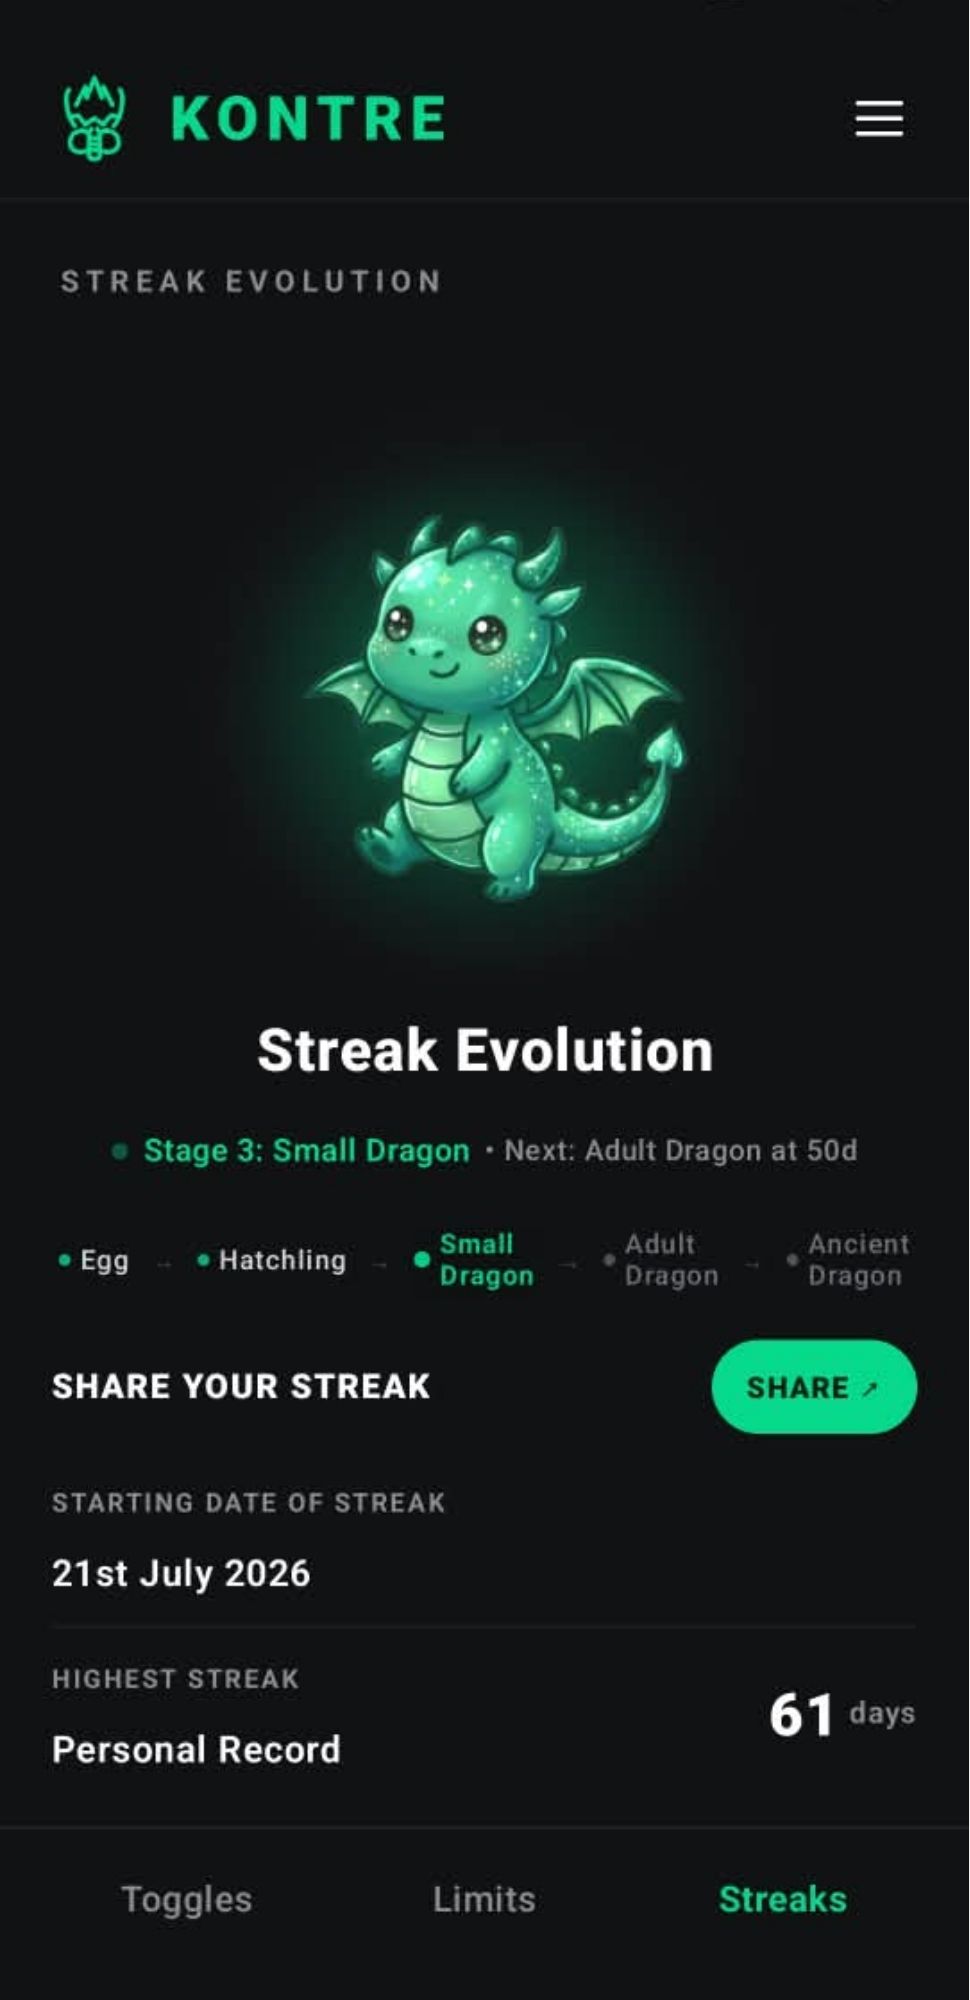 KONTRE
STREAK EVOLUTION
Streak Evolution
Stage 3: Small Dragon • Next: Adult Dragon at 50d
Egg → Hatchling → Small Dragon → Adult Dragon → Ancient Dragon
SHARE YOUR STREAK
SHARE ↗
STARTING DATE OF STREAK
21st July 2026
HIGHEST STREAK
61 days
Personal Record
Toggles Limits Streaks